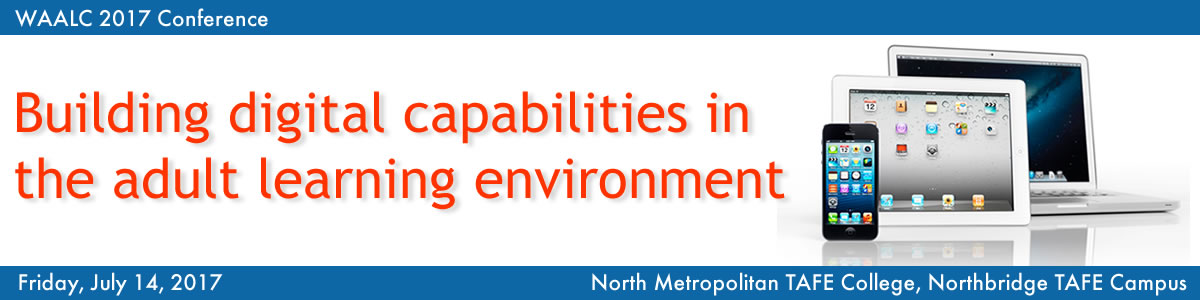 WAALC 2017 Conference
Building digital capabilities in
the adult learning environment
Friday, July 14, 2017
North Metropolitan TAFE College, Northbridge TAFE Campus